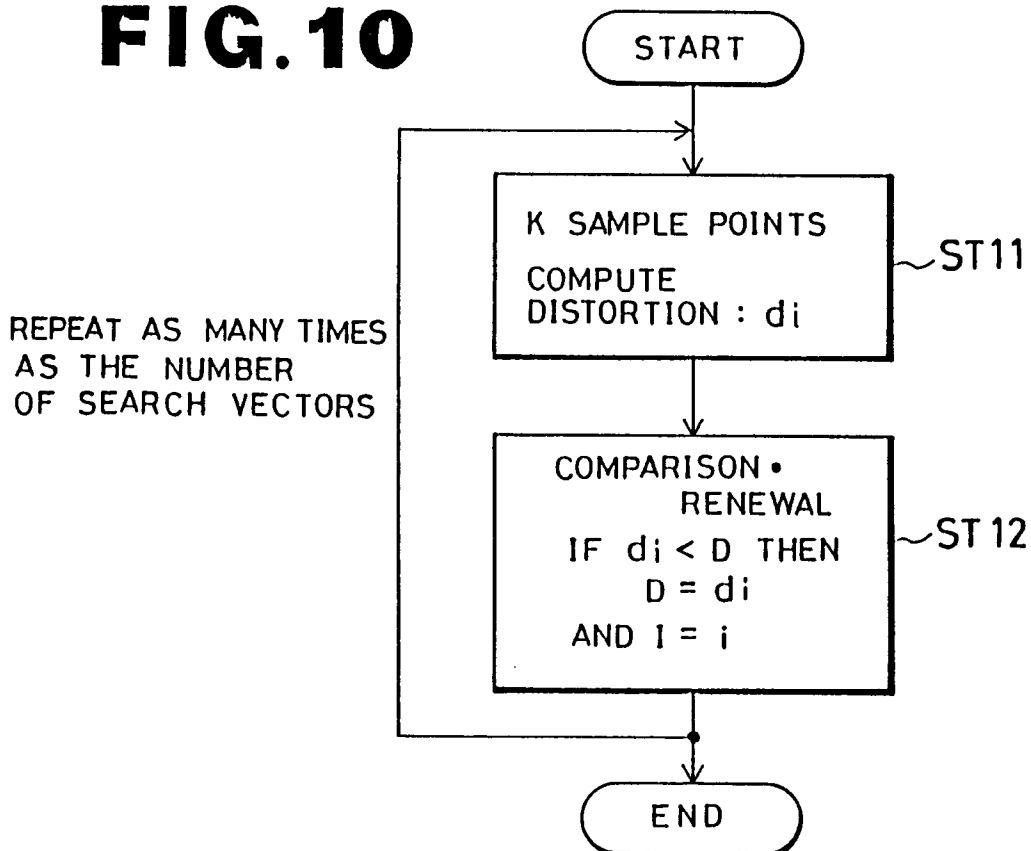 FIG. 10
START
K SAMPLE POINTS
COMPUTE
DISTORTION : di
ST11
REPEAT AS MANY TIMES
AS THE NUMBER
OF SEARCH VECTORS
COMPARISON •
RENEWAL
IF di < D THEN
D = di
AND I = i
ST12
END